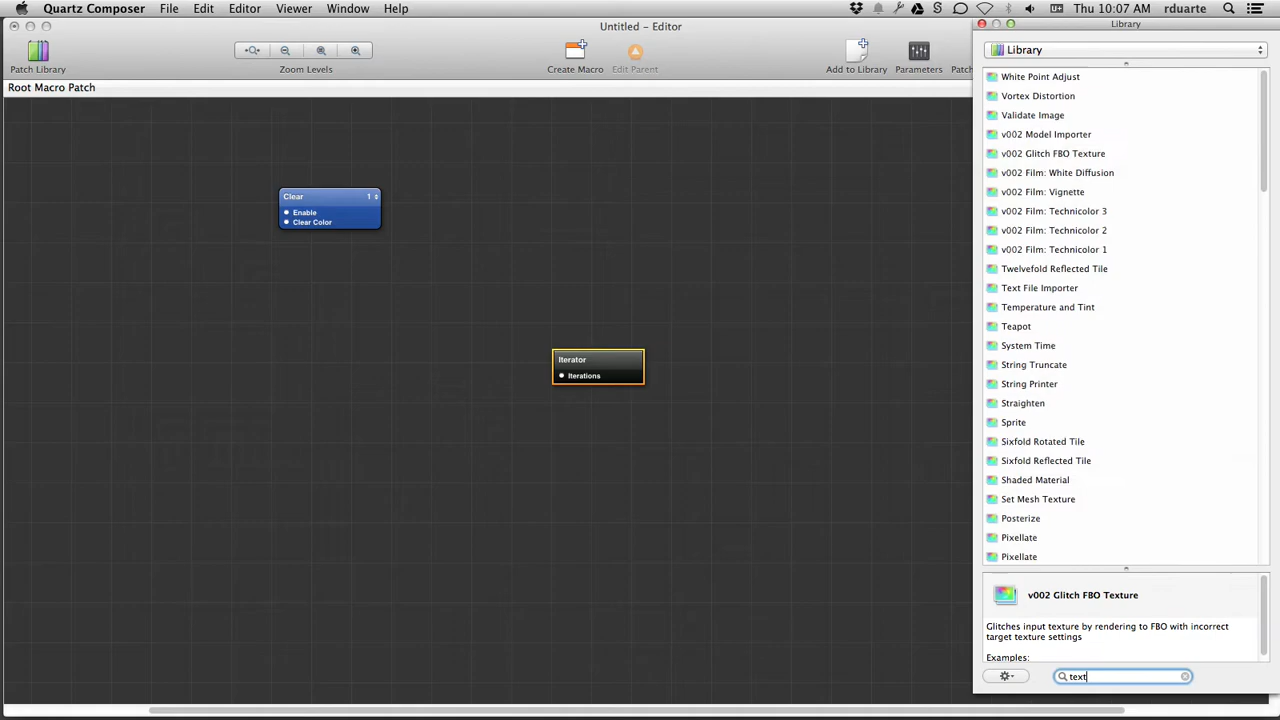 Quartz Composer File Edit Editor Viewer Window Help Thu 10:07 AM rduarte
Untitled - Editor
Library
Patch Library
Zoom Levels
Create Macro
Edit Parent
Add to Library
Parameters
Patch
Library
Root Macro Patch
Clear 1
Enable
Clear Color
Iterator
Iterations
White Point Adjust
Vortex Distortion
Validate Image
v002 Model Importer
v002 Glitch FBO Texture
v002 Film: White Diffusion
v002 Film: Vignette
v002 Film: Technicolor 3
v002 Film: Technicolor 2
v002 Film: Technicolor 1
Twelvefold Reflected Tile
Text File Importer
Temperature and Tint
Teapot
System Time
String Truncate
String Printer
Straighten
Sprite
Sixfold Rotated Tile
Sixfold Reflected Tile
Shaded Material
Set Mesh Texture
Posterize
Pixellate
Pixellate
v002 Glitch FBO Texture
Glitches input texture by rendering to FBO with incorrect
target texture settings
Examples:
text